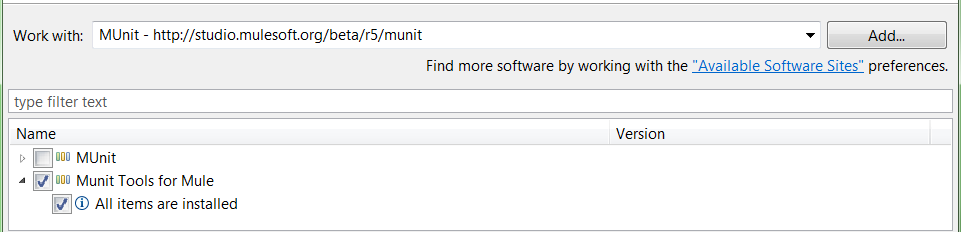 Work with: MUnit - http://studio.mulesoft.org/beta/r5/munit Add...
Find more software by working with the "Available Software Sites" preferences.
type filter text
Name Version
MUnit
Munit Tools for Mule
All items are installed